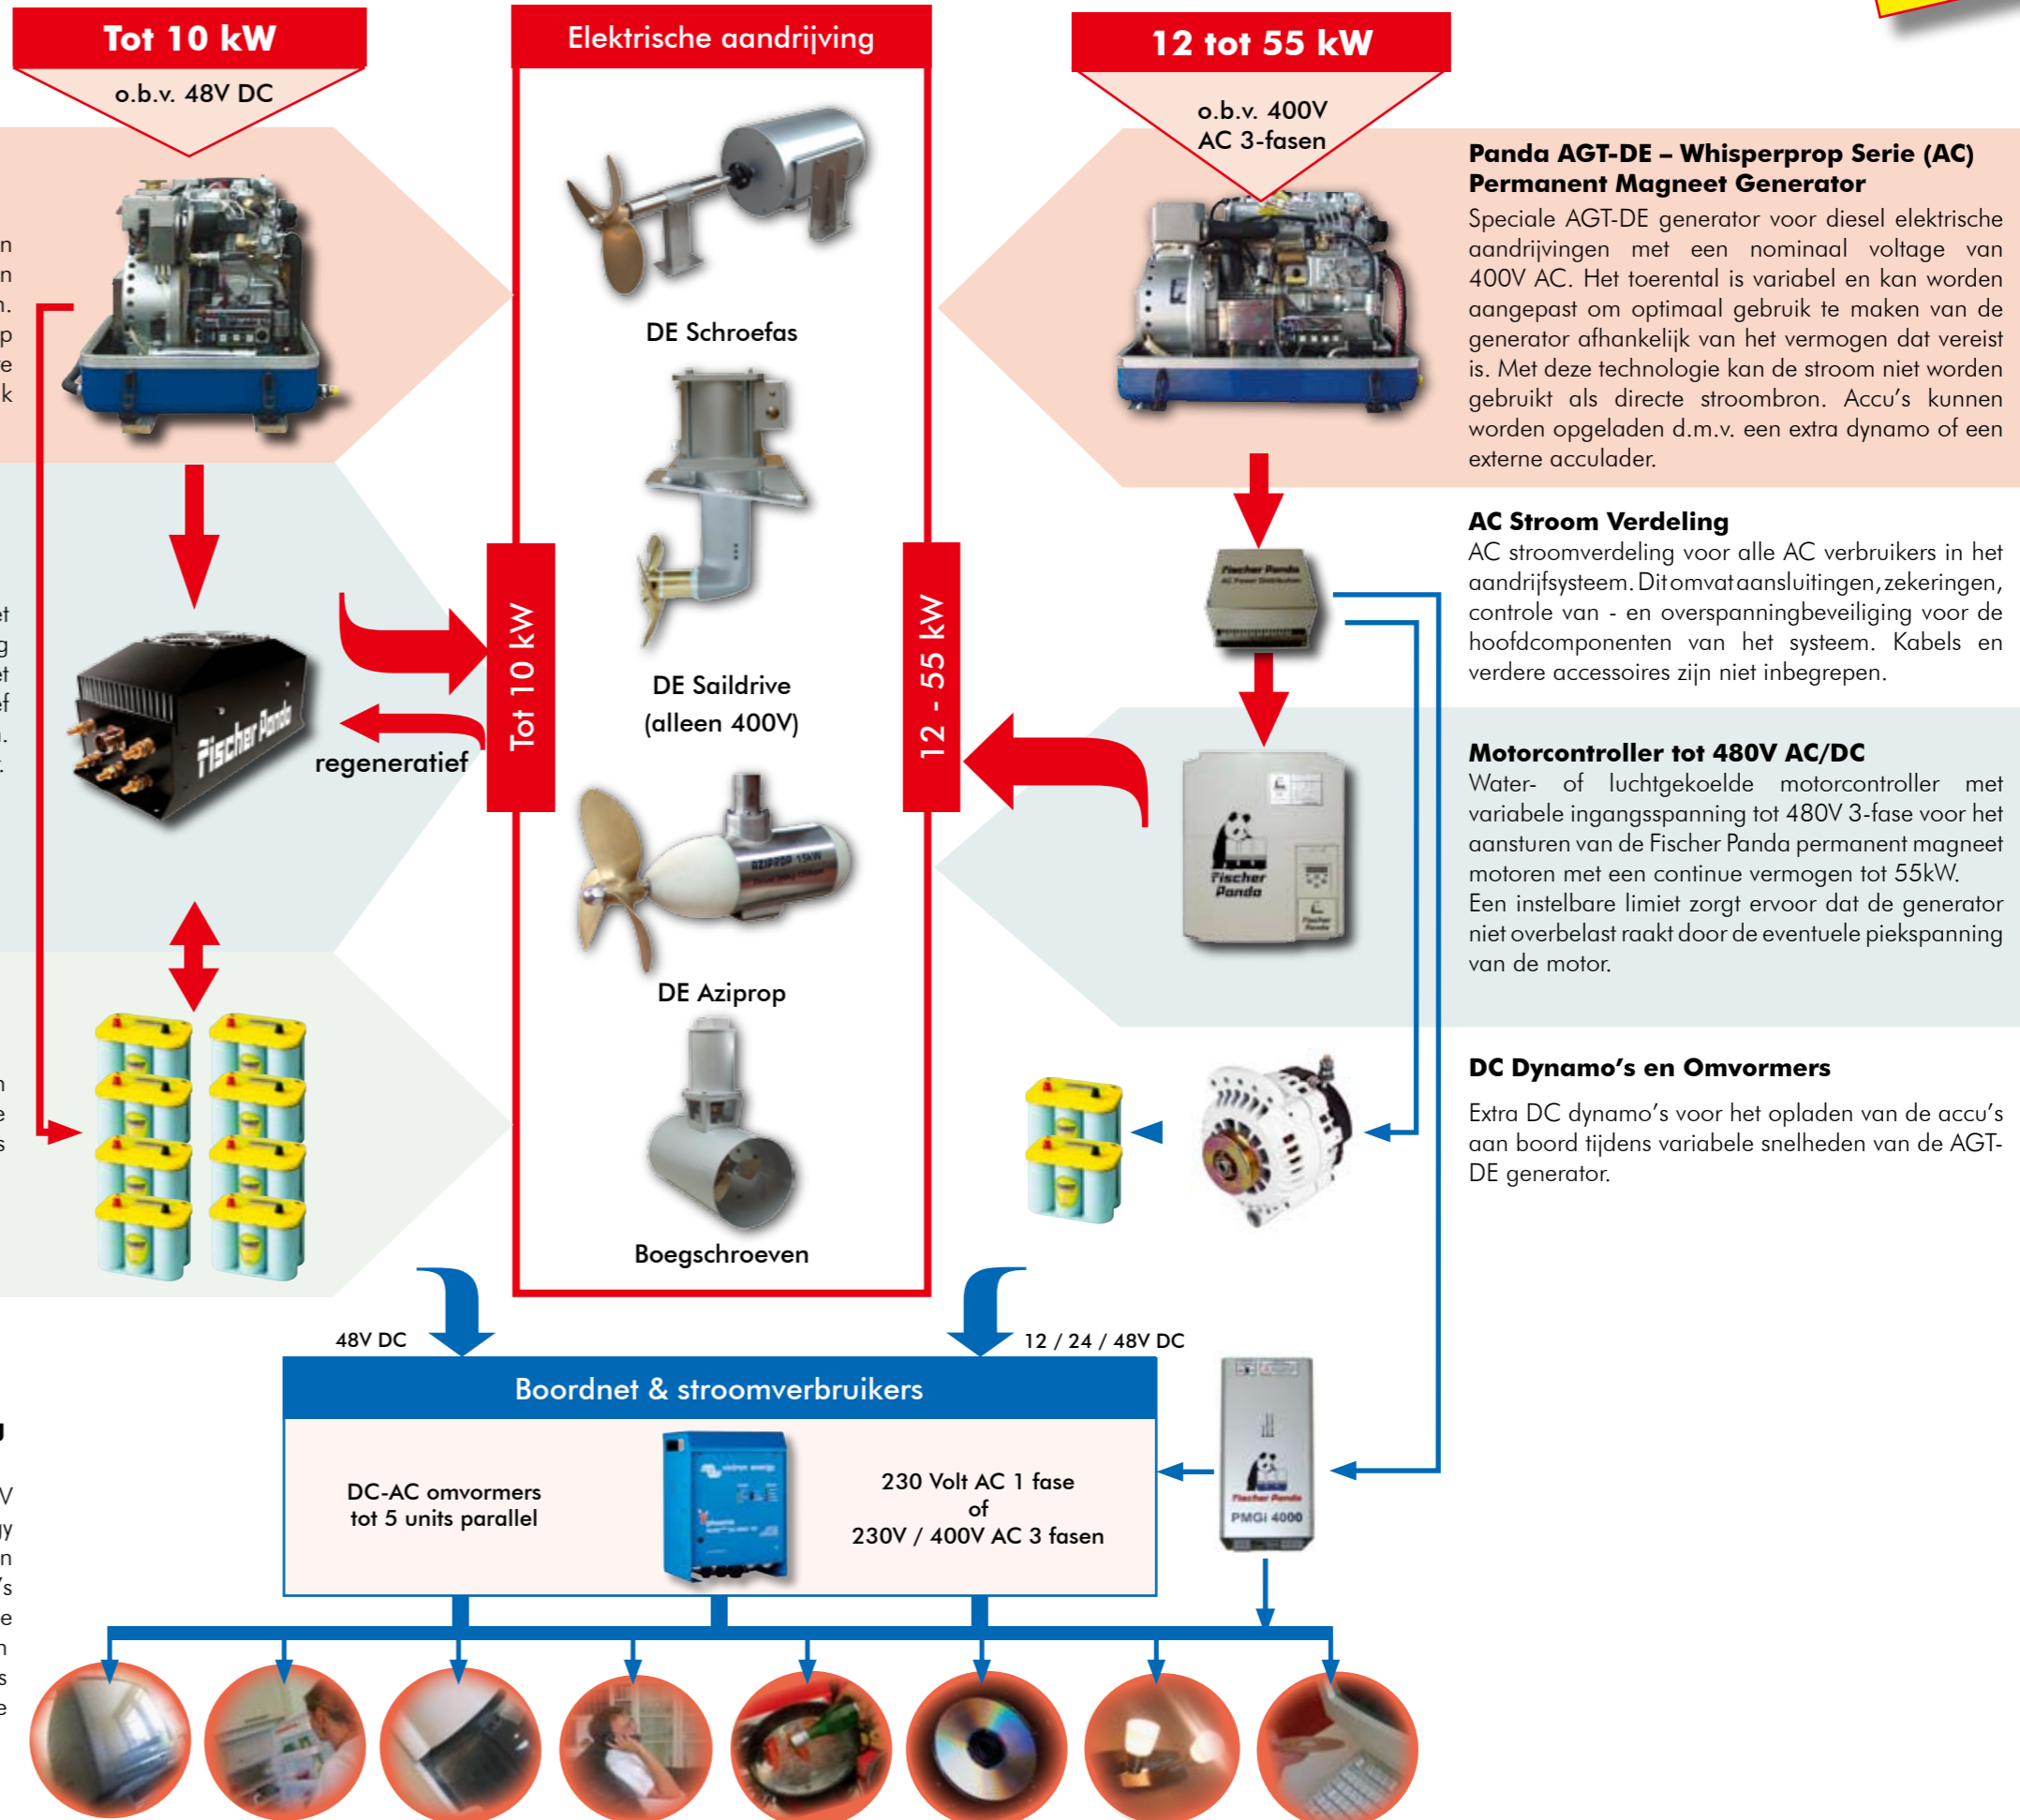 Tot 10 kW
o.b.v. 48V DC
Elektrische aandrijving
12 tot 55 kW
o.b.v. 400V
AC 3-fasen
DE Schroefas
DE Saildrive
(alleen 400V)
DE Aziprop
Boegschroeven
Tot 10 kW
12 - 55 kW
regeneratief
Fischer Panda
AZIPROP 15kW
Fischer Panda
AC Power Distribution
Fischer
Panda
Panda AGT-DE – Whisperprop Serie (AC)
Permanent Magneet Generator
Speciale AGT-DE generator voor diesel elektrische
aandrijvingen met een nominaal voltage van
400V AC. Het toerental is variabel en kan worden
aangepast om optimaal gebruik te maken van de
generator afhankelijk van het vermogen dat vereist
is. Met deze technologie kan de stroom niet worden
gebruikt als directe stroombron. Accu's kunnen
worden opgeladen d.m.v. een extra dynamo of een
externe acculader.
AC Stroom Verdeling
AC stroomverdeling voor alle AC verbruikers in het
aandrijfsysteem. Dit omvat aansluitingen, zekeringen,
controle van - en overspanningbeveiliging voor de
hoofdcomponenten van het systeem. Kabels en
verdere accessoires zijn niet inbegrepen.
Motorcontroller tot 480V AC/DC
Water- of luchtgekoelde motorcontroller met
variabele ingangsspanning tot 480V 3-fase voor het
aansturen van de Fischer Panda permanent magneet
motoren met een continue vermogen tot 55kW.
Een instelbare limiet zorgt ervoor dat de generator
niet overbelast raakt door de eventuele piekspanning
van de motor.
DC Dynamo's en Omvormers
Extra DC dynamo's voor het opladen van de accu's
aan boord tijdens variabele snelheden van de AGT-
DE generator.
48V DC
12 / 24 / 48V DC
Boordnet & stroomverbruikers
DC-AC omvormers
tot 5 units parallel
victron energy
230 Volt AC 1 fase
of
230V / 400V AC 3 fasen
Fischer Panda
PMGi 4000